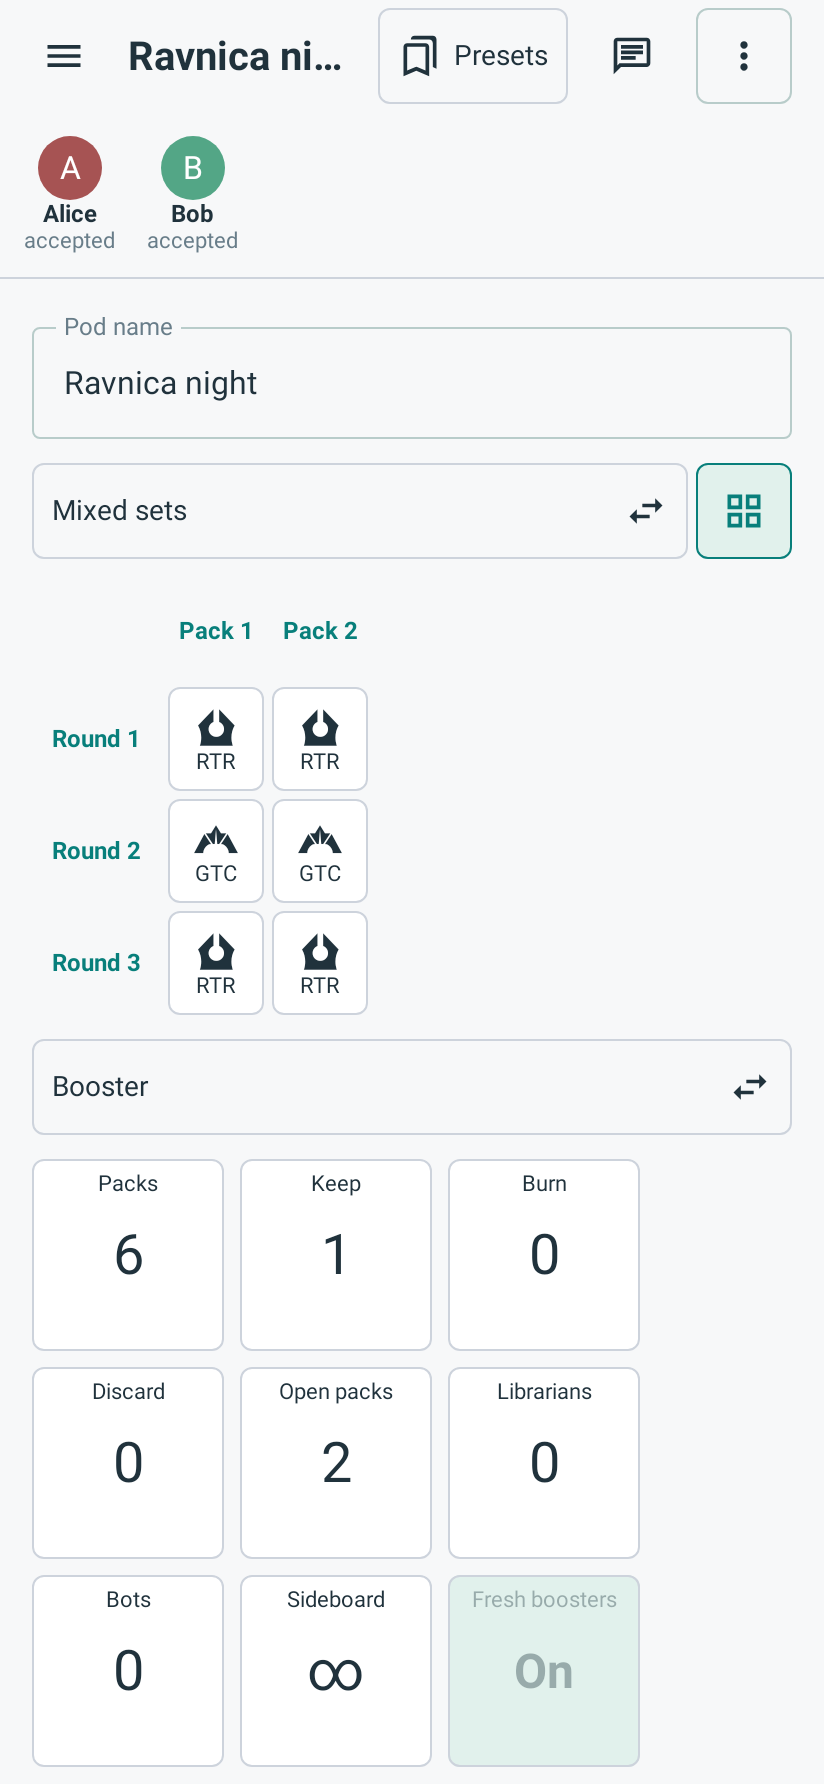 Ravnica ni...
Presets
A
B
Alice
Bob
accepted
accepted
Pod name
Ravnica night
Mixed sets
Pack 1
Pack 2
Round 1
RTR
RTR
Round 2
GTC
GTC
Round 3
RTR
RTR
Booster
Packs
Keep
Burn
6
1
0
Discard
Open packs
Librarians
0
2
0
Bots
Sideboard
Fresh boosters
0
∞
On